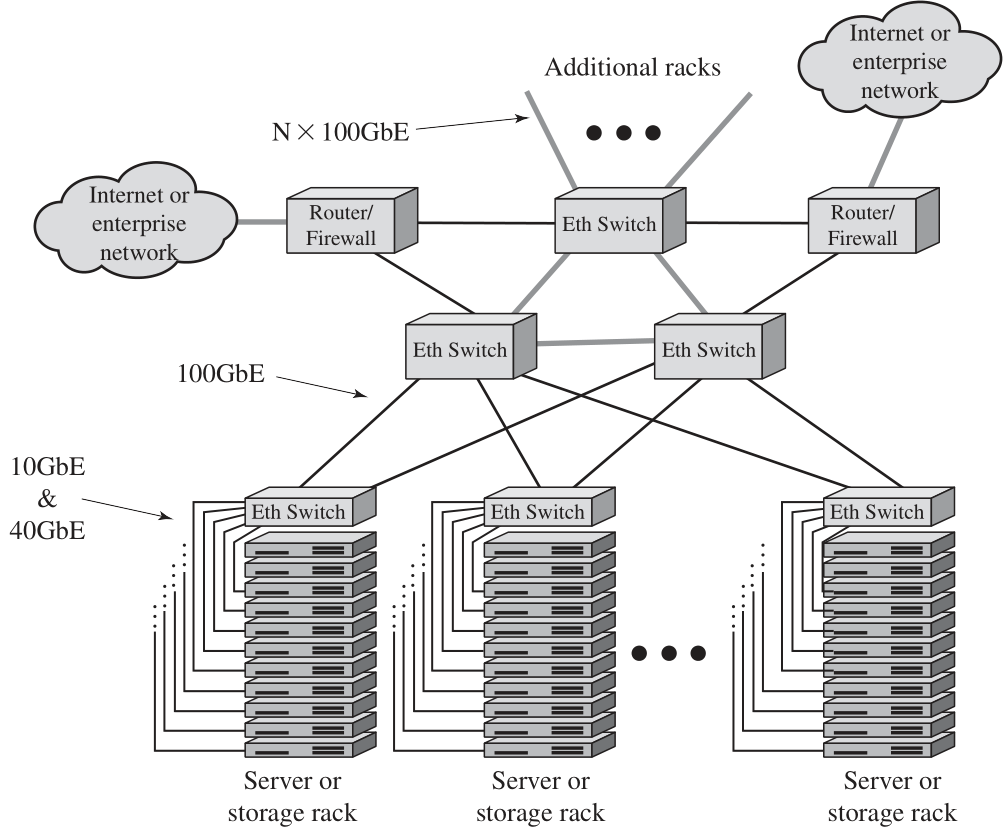 Internet or
enterprise
network
Additional racks
N × 100GbE
Internet or
enterprise
network
Router/
Firewall
Eth Switch
Router/
Firewall
Eth Switch
Eth Switch
100GbE
10GbE
&
40GbE
Eth Switch
Eth Switch
Eth Switch
Server or
storage rack
Server or
storage rack
Server or
storage rack